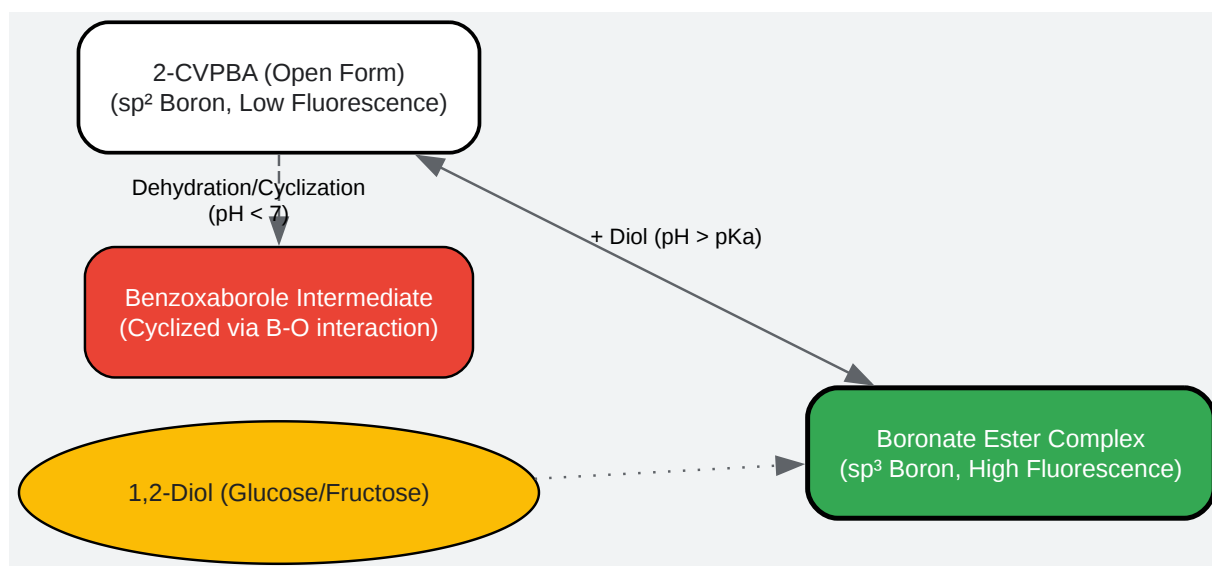 2-CVPBA (Open Form)
(sp² Boron, Low Fluorescence)
Dehydration/Cyclization
(pH < 7)
+ Diol (pH > pKa)
Benzoxaborole Intermediate
(Cyclized via B-O interaction)
Boronate Ester Complex
(sp³ Boron, High Fluorescence)
1,2-Diol (Glucose/Fructose)